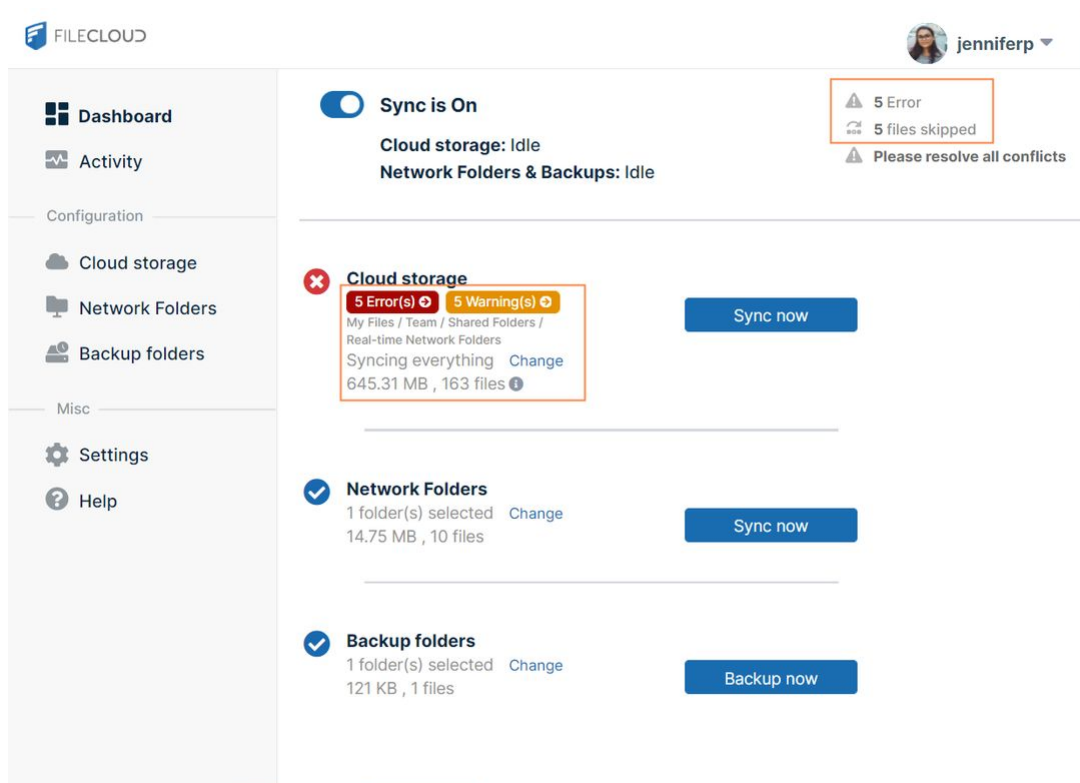 FILECLOUD
jenniferp
Dashboard
Activity
Configuration
Cloud storage
Network Folders
Backup folders
Misc
Settings
Help
Sync is On
Cloud storage: Idle
Network Folders & Backups: Idle
5 Error
5 files skipped
Please resolve all conflicts
Cloud storage
5 Error(s) 5 Warning(s)
My Files / Team / Shared Folders /
Real-time Network Folders
Syncing everything Change
645.31 MB , 163 files
Sync now
Network Folders
1 folder(s) selected Change
14.75 MB , 10 files
Sync now
Backup folders
1 folder(s) selected Change
121 KB , 1 files
Backup now